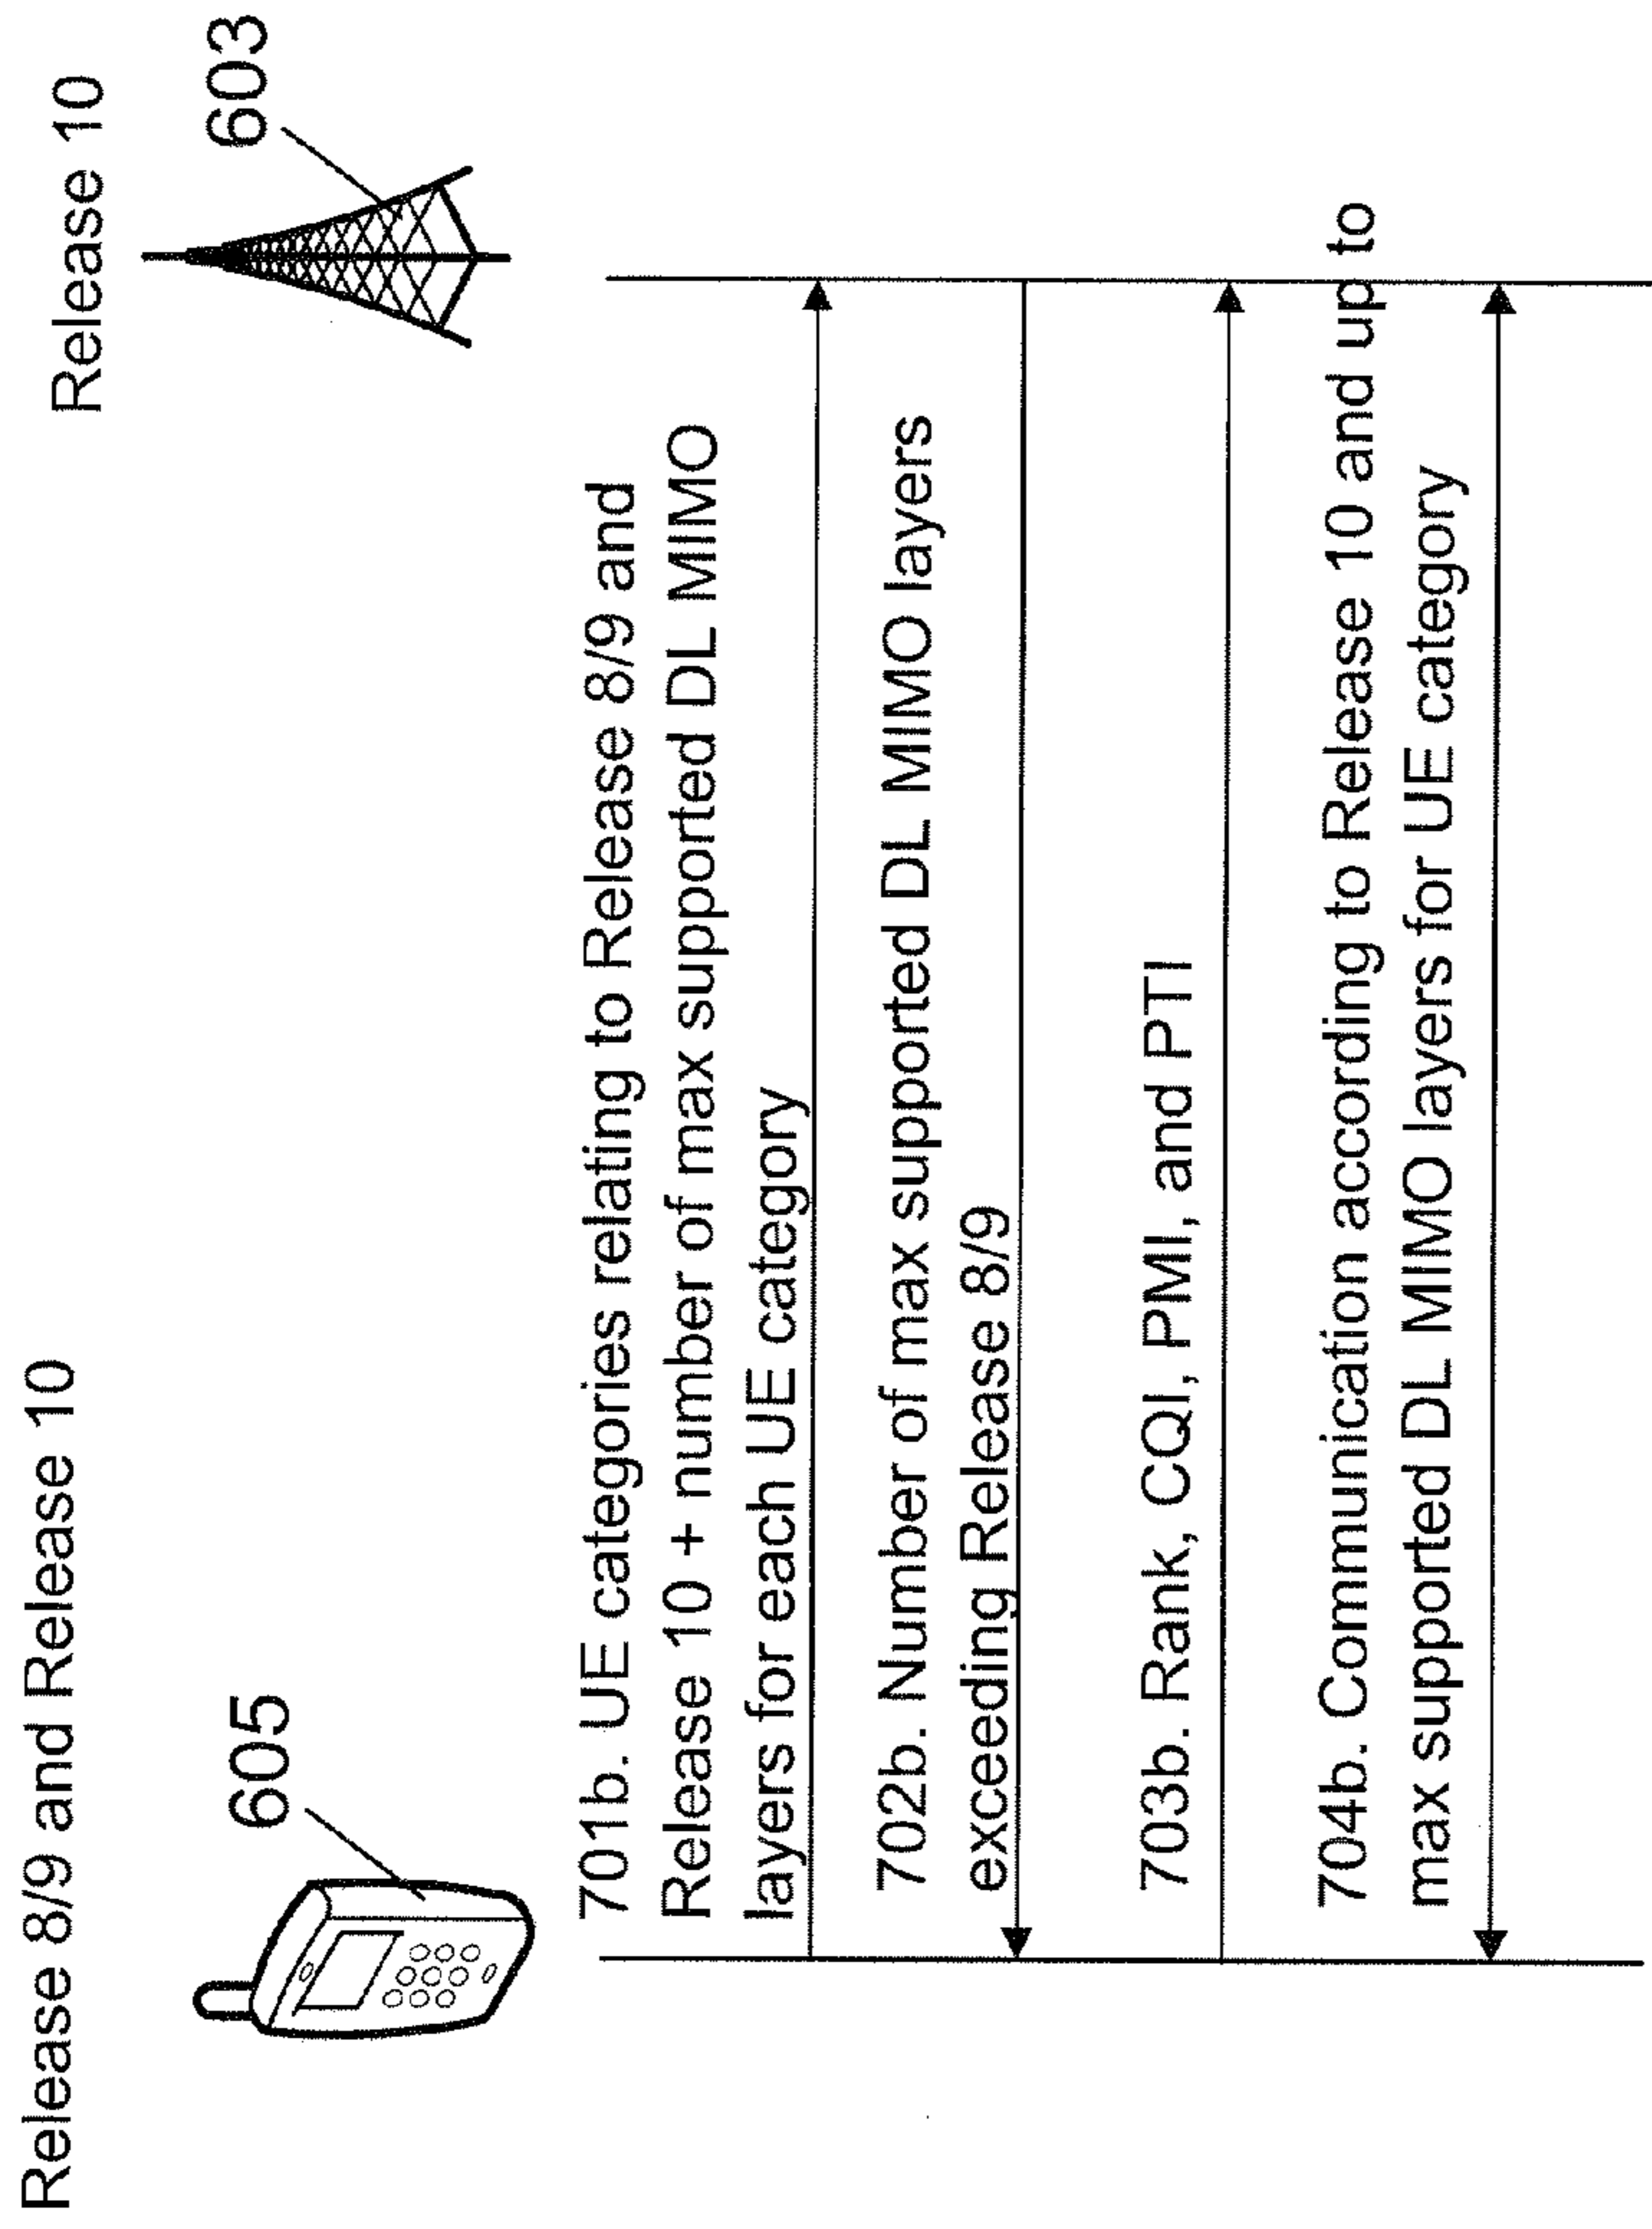 Release 8/9 and Release 10
Release 10
605
603
701b. UE categories relating to Release 8/9 and
Release 10 + number of max supported DL MIMO
layers for each UE category
702b. Number of max supported DL MIMO layers
exceeding Release 8/9
703b. Rank, CQI, PMI, and PTI
704b. Communication according to Release 10 and up to
max supported DL MIMO layers for UE category